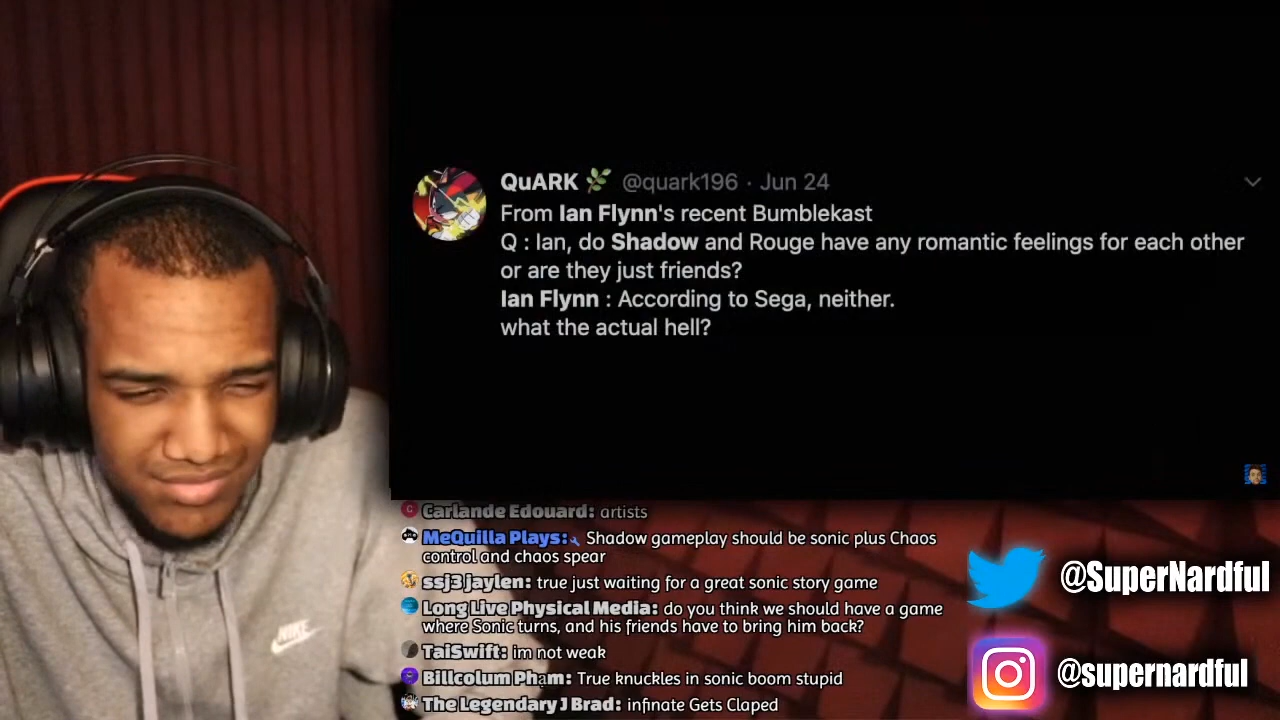 QuARK 🌿 @quark196 · Jun 24
From Ian Flynn's recent Bumblekast
Q : Ian, do Shadow and Rouge have any romantic feelings for each other
or are they just friends?
Ian Flynn : According to Sega, neither.
what the actual hell?
Carlande Edouard: artists
MeQuilla Plays: Shadow gameplay should be sonic plus Chaos
control and chaos spear
ssj3 jaylen: true just waiting for a great sonic story game
Long Live Physical Media: do you think we should have a game
where Sonic turns, and his friends have to bring him back?
TaiSwift: im not weak
Billcolum Phạm: True knuckles in sonic boom stupid
The Legendary J Brad: infinate Gets Claped
@SuperNardful
@supernardful
NIKE